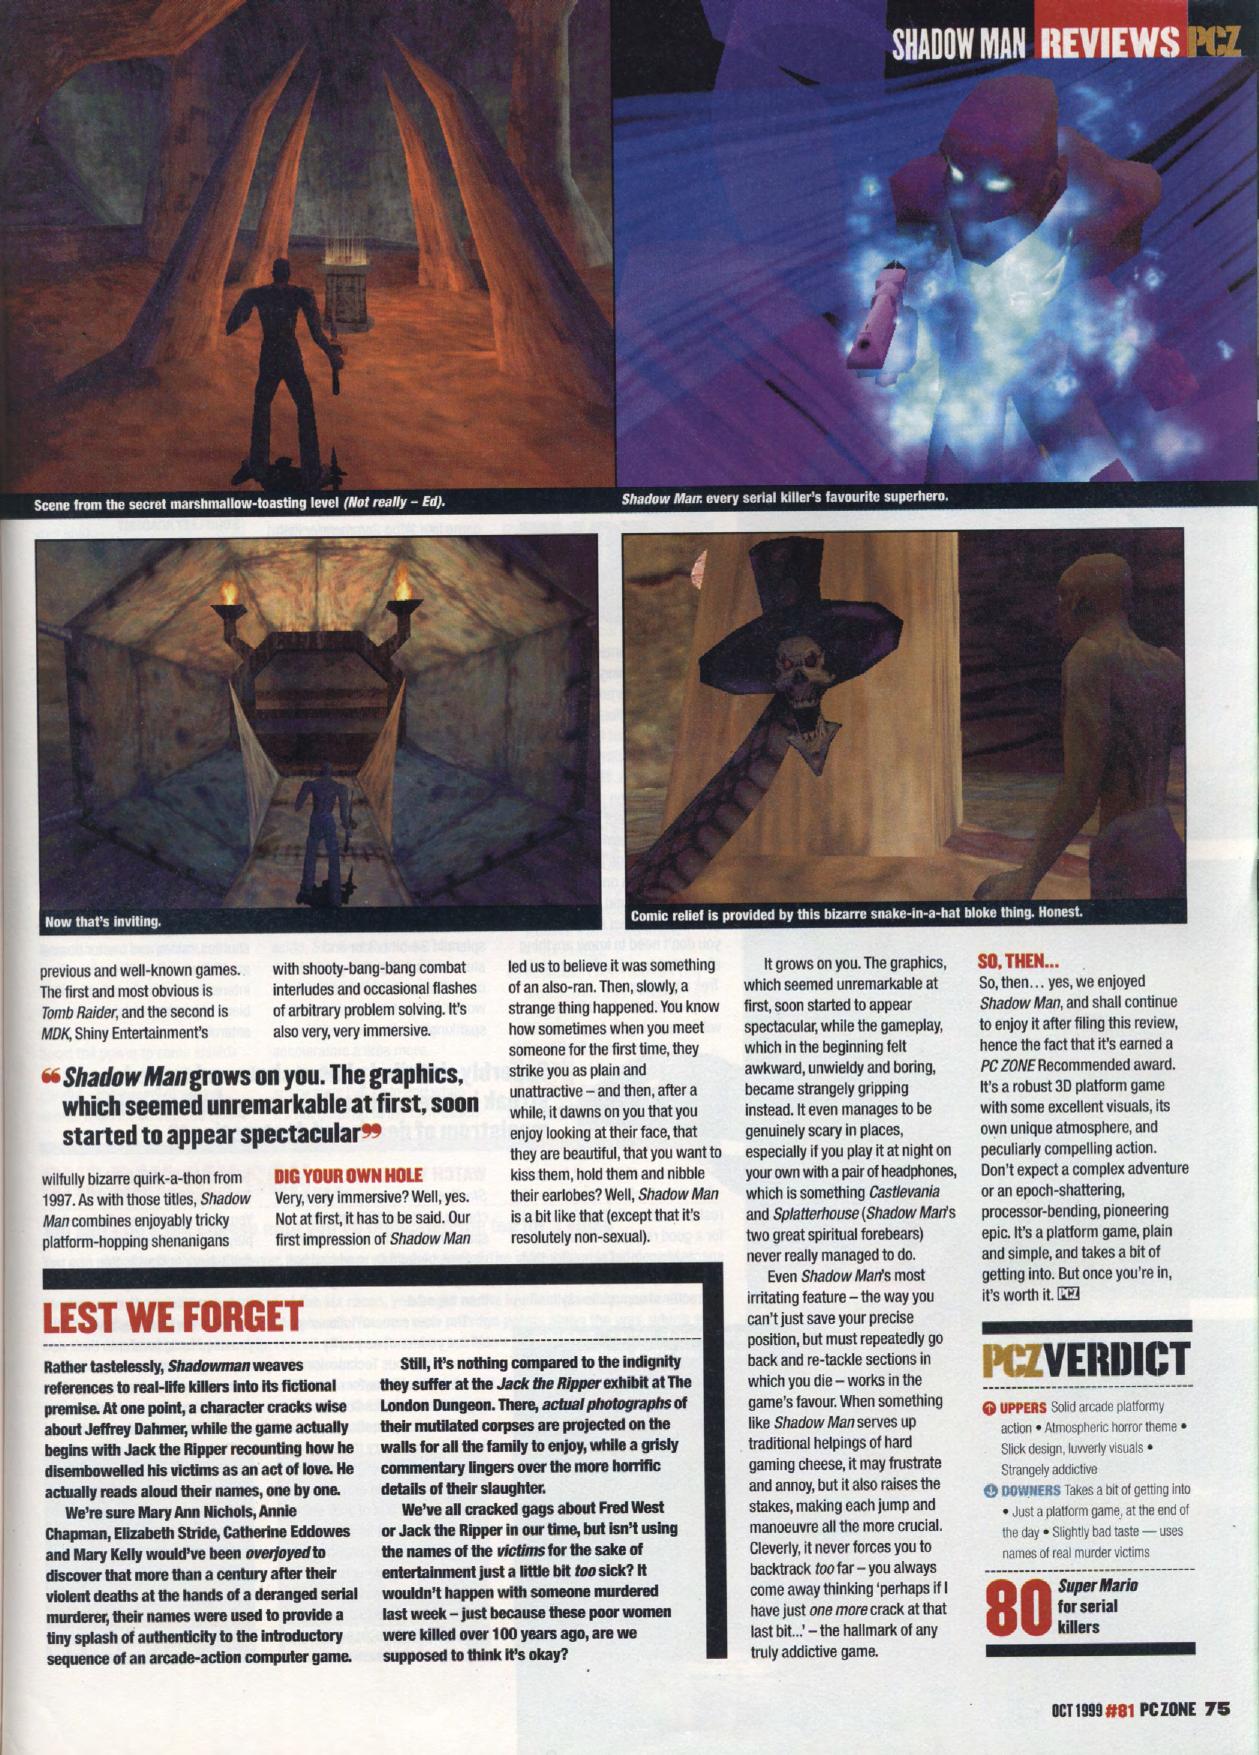 SHADOW MAN REVIEWS PCZ
Scene from the secret marshmallow-toasting level (Not really – Ed).
Shadow Man: every serial killer's favourite superhero.
Now that's inviting.
Comic relief is provided by this bizarre snake-in-a-hat bloke thing. Honest.
previous and well-known games.
The first and most obvious is
Tomb Raider, and the second is
MDK, Shiny Entertainment's
wilfully bizarre quirk-a-thon from
1997. As with those titles, Shadow
Man combines enjoyably tricky
platform-hopping shenanigans
with shooty-bang-bang combat
interludes and occasional flashes
of arbitrary problem solving. It's
also very, very immersive.
“Shadow Man grows on you. The graphics,
which seemed unremarkable at first, soon
started to appear spectacular”
DIG YOUR OWN HOLE
Very, very immersive? Well, yes.
Not at first, it has to be said. Our
first impression of Shadow Man
led us to believe it was something
of an also-ran. Then, slowly, a
strange thing happened. You know
how sometimes when you meet
someone for the first time, they
strike you as plain and
unattractive – and then, after a
while, it dawns on you that you
enjoy looking at their face, that
they are beautiful, that you want to
kiss them, hold them and nibble
their earlobes? Well, Shadow Man
is a bit like that (except that it's
resolutely non-sexual).
It grows on you. The graphics,
which seemed unremarkable at
first, soon started to appear
spectacular, while the gameplay,
which in the beginning felt
awkward, unwieldy and boring,
became strangely gripping
instead. It even manages to be
genuinely scary in places,
especially if you play it at night on
your own with a pair of headphones,
which is something Castlevania
and Splatterhouse (Shadow Man's
two great spiritual forebears)
never really managed to do.
Even Shadow Man's most
irritating feature – the way you
can't just save your precise
position, but must repeatedly go
back and re-tackle sections in
which you die – works in the
game's favour. When something
like Shadow Man serves up
traditional helpings of hard
gaming cheese, it may frustrate
and annoy, but it also raises the
stakes, making each jump and
manoeuvre all the more crucial.
Cleverly, it never forces you to
backtrack too far – you always
come away thinking 'perhaps if I
have just one more crack at that
last bit...' – the hallmark of any
truly addictive game.
SO, THEN...
So, then... yes, we enjoyed
Shadow Man, and shall continue
to enjoy it after filing this review,
hence the fact that it's earned a
PC ZONE Recommended award.
It's a robust 3D platform game
with some excellent visuals, its
own unique atmosphere, and
peculiarly compelling action.
Don't expect a complex adventure
or an epoch-shattering,
processor-bending, pioneering
epic. It's a platform game, plain
and simple, and takes a bit of
getting into. But once you're in,
it's worth it. PCZ
LEST WE FORGET
Rather tastelessly, Shadowman weaves
references to real-life killers into its fictional
premise. At one point, a character cracks wise
about Jeffrey Dahmer, while the game actually
begins with Jack the Ripper recounting how he
disembowelled his victims as an act of love. He
actually reads aloud their names, one by one.
We're sure Mary Ann Nichols, Annie
Chapman, Elizabeth Stride, Catherine Eddowes
and Mary Kelly would've been overjoyed to
discover that more than a century after their
violent deaths at the hands of a deranged serial
murderer, their names were used to provide a
tiny splash of authenticity to the introductory
sequence of an arcade-action computer game.
Still, it's nothing compared to the indignity
they suffer at the Jack the Ripper exhibit at The
London Dungeon. There, actual photographs of
their mutilated corpses are projected on the
walls for all the family to enjoy, while a grisly
commentary lingers over the more horrific
details of their slaughter.
We've all cracked gags about Fred West
or Jack the Ripper in our time, but isn't using
the names of the victims for the sake of
entertainment just a little bit too sick? It
wouldn't happen with someone murdered
last week – just because these poor women
were killed over 100 years ago, are we
supposed to think it's okay?
PCZVERDICT
UPPERS Solid arcade platformy
action • Atmospheric horror theme •
Slick design, luvverly visuals •
Strangely addictive
DOWNERS Takes a bit of getting into
• Just a platform game, at the end of
the day • Slightly bad taste — uses
names of real murder victims
80
Super Mario
for serial
killers
OCT 1999 #81 PC ZONE 75